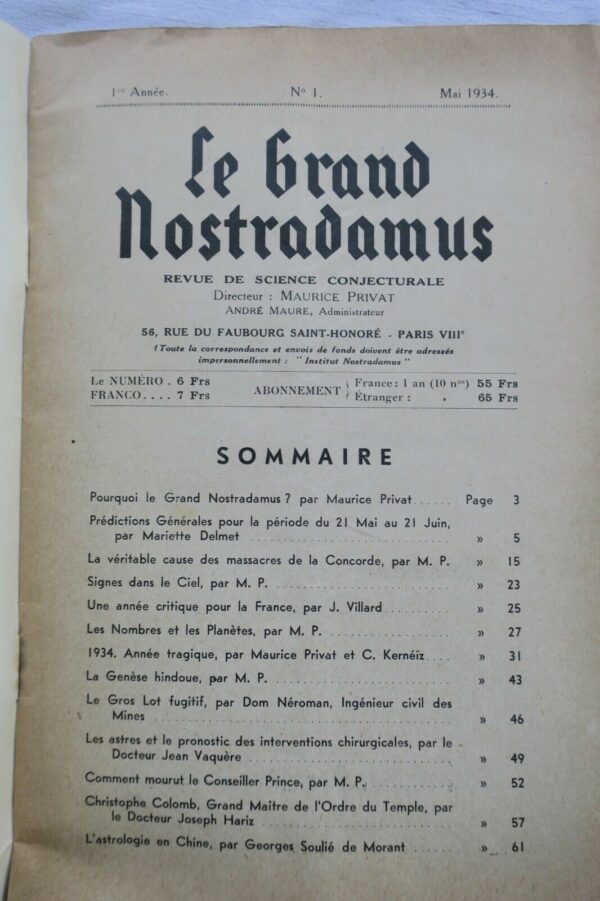 1re Année. No 1. Mai 1934.
Le Grand
Nostradamus
REVUE DE SCIENCE CONJECTURALE
Directeur : MAURICE PRIVAT
ANDRÉ MAURE, Administrateur
56, RUE DU FAUBOURG SAINT-HONORÉ - PARIS VIIIe
(Toute la correspondance et envois de fonds doivent être adressés
impersonnellement : "Institut Nostradamus")
Le NUMÉRO . 6 Frs ABONNEMENT ( France : 1 an (10 nos) 55 Frs
FRANCO.... 7 Frs ( Étranger : . 65 Frs
SOMMAIRE
Pourquoi le Grand Nostradamus ? par Maurice Privat...... Page 3
Prédictions Générales pour la période du 21 Mai au 21 Juin,
par Mariette Delmet .......... » 5
La véritable cause des massacres de la Concorde, par M. P. » 15
Signes dans le Ciel, par M. P. .......... » 23
Une année critique pour la France, par J. Villard.......... » 25
Les Nombres et les Planètes, par M. P. .......... » 27
1934. Année tragique, par Maurice Privat et C. Kerneïz.... » 31
La Genèse hindoue, par M. P. .......... » 43
Le Gros Lot fugitif, par Dom Néroman, Ingénieur civil des
Mines .......... » 46
Les astres et le pronostic des interventions chirurgicales, par le
Docteur Jean Vaquère .......... » 49
Comment mourut le Conseiller Prince, par M. P. .......... » 52
Christophe Colomb, Grand Maître de l'Ordre du Temple, par
le Docteur Joseph Hariz .......... » 57
L'astrologie en Chine, par Georges Soulié de Morant ....... » 61